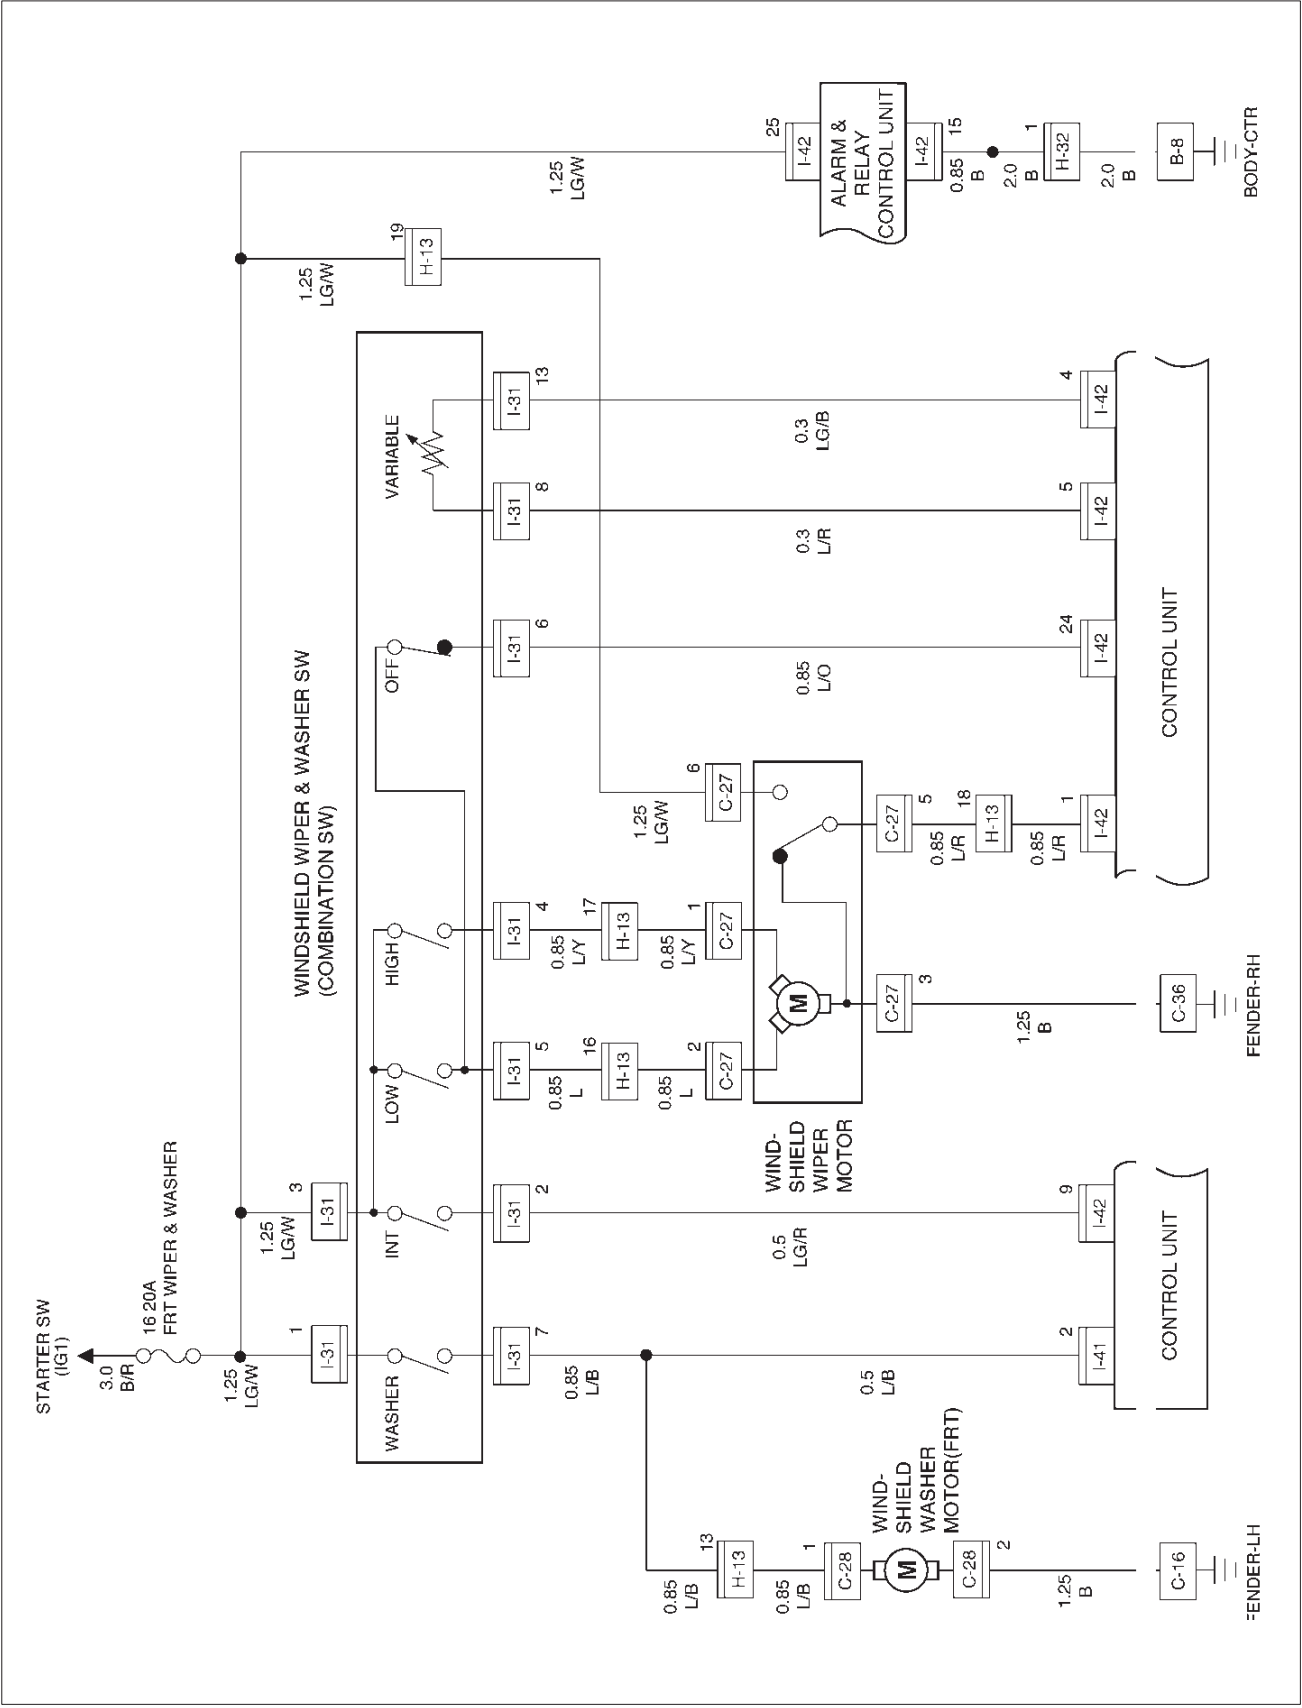 STARTER SW
(IG1)
3.0
B/R
16 20A
FRT WIPER & WASHER
1.25
LG/W
1
I-31
1.25
LG/W
3
I-31
1.25
LG/W
19
H-13
1.25
LG/W
25
I-42
ALARM &
RELAY
CONTROL UNIT
I-42
15
0.85
B
2.0
B
1
H-32
2.0
B
B-8
BODY-CTR
WINDSHIELD WIPER & WASHER SW
(COMBINATION SW)
WASHER
INT
LOW
HIGH
OFF
VARIABLE
I-31
7
I-31
2
I-31
5
I-31
4
I-31
6
I-31
8
I-31
13
0.85
L/B
0.5
LG/R
0.85
L
16
H-13
0.85
L
2
C-27
0.85
L/Y
17
H-13
0.85
L/Y
1
C-27
1.25
LG/W
6
C-27
0.85
L/O
0.3
L/R
0.3
LG/B
WIND-
SHIELD
WIPER
MOTOR
M
C-27
3
1.25
B
C-36
FENDER-RH
C-27
5
0.85
L/R
18
H-13
0.85
L/R
1
I-42
24
I-42
5
I-42
4
I-42
CONTROL UNIT
0.5
L/B
2
I-41
9
I-42
CONTROL UNIT
0.85
L/B
13
H-13
0.85
L/B
1
C-28
M
WIND-
SHIELD
WASHER
MOTOR(FRT)
C-28
2
1.25
B
C-16
FENDER-LH